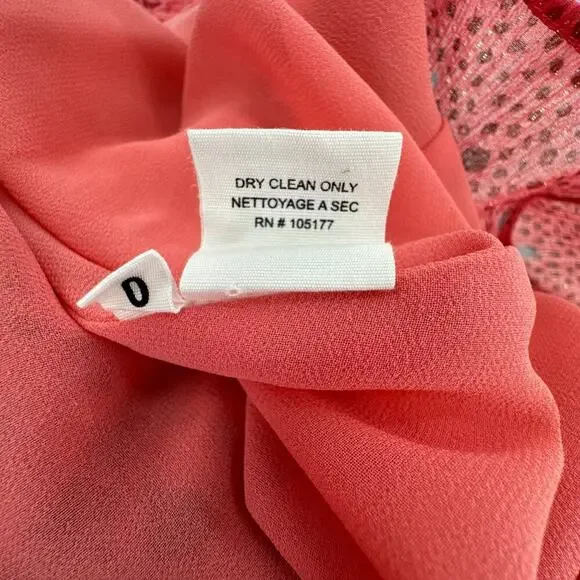 DRY CLEAN ONLY
NETTOYAGE A SEC
RN # 105177
0